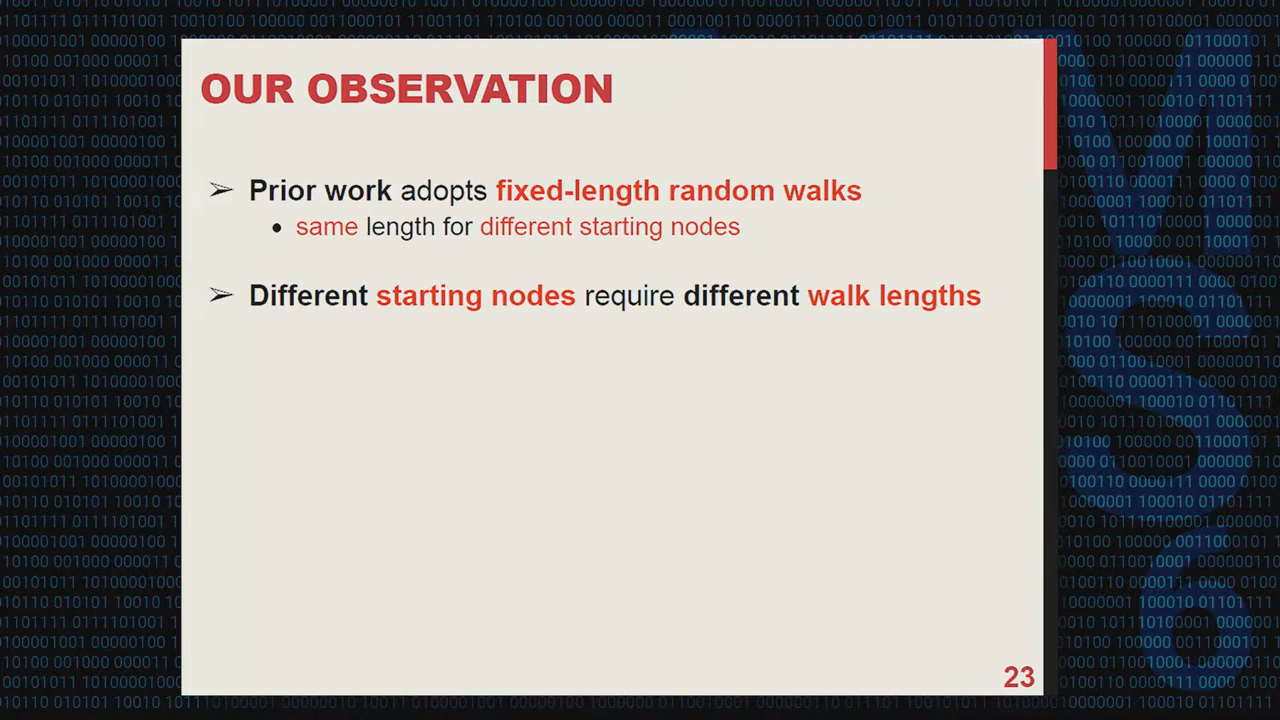 OUR OBSERVATION
➢ Prior work adopts fixed-length random walks
• same length for different starting nodes
➢ Different starting nodes require different walk lengths
23